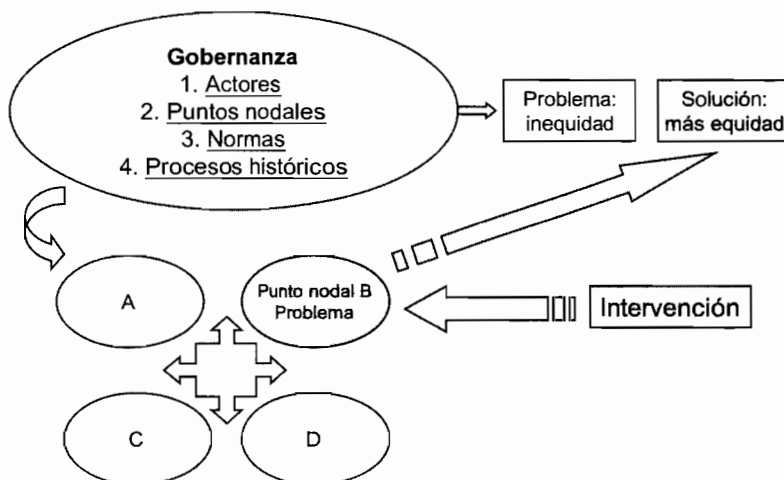 Gobernanza
1. Actores
2. Puntos nodales
3. Normas
4. Procesos históricos
Problema:
inequidad
Solución:
más equidad
A
Punto nodal B
Problema
Intervención
C
D